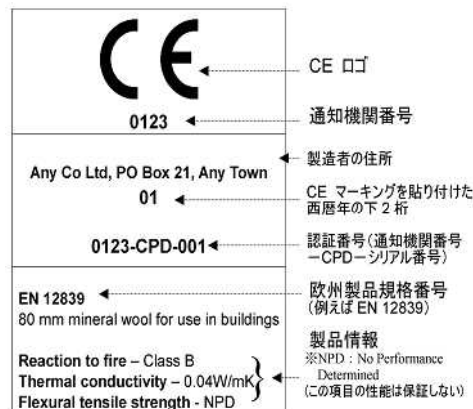 CE
CE ロゴ
0123
通知機関番号
製造者の住所
Any Co Ltd, PO Box 21, Any Town
01
CE マーキングを貼り付けた
西暦年の下 2 桁
0123-CPD-001
認証番号(通知機関番号
－CPD－シリアル番号)
EN 12839
欧州製品規格番号
(例えば EN 12839)
80 mm mineral wool for use in buildings
製品情報
Reaction to fire – Class B
Thermal conductivity – 0.04W/mK
Flexural tensile strength - NPD
※NPD : No Performance
Determined
(この項目の性能は保証しない)